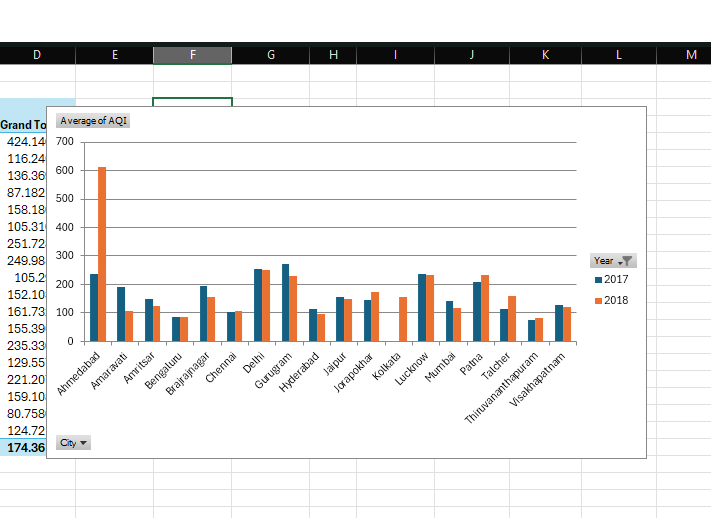 D E F G H I J K L M
Grand To
424.14
116.24
136.36
87.182
158.18
105.31
251.72
249.98
105.2
152.10
161.73
155.39
235.33
129.55
221.20
159.10
80.758
124.72
174.36
Average of AQI
700
600
500
400
300
200
100
0
Ahmedabad
Amaravati
Amritsar
Bengaluru
Brajrajnagar
Chennai
Delhi
Gurugram
Hyderabad
Jaipur
Jorapokhar
Kolkata
Lucknow
Mumbai
Patna
Talcher
Thiruvananthapuram
Visakhapatnam
Year
2017
2018
City